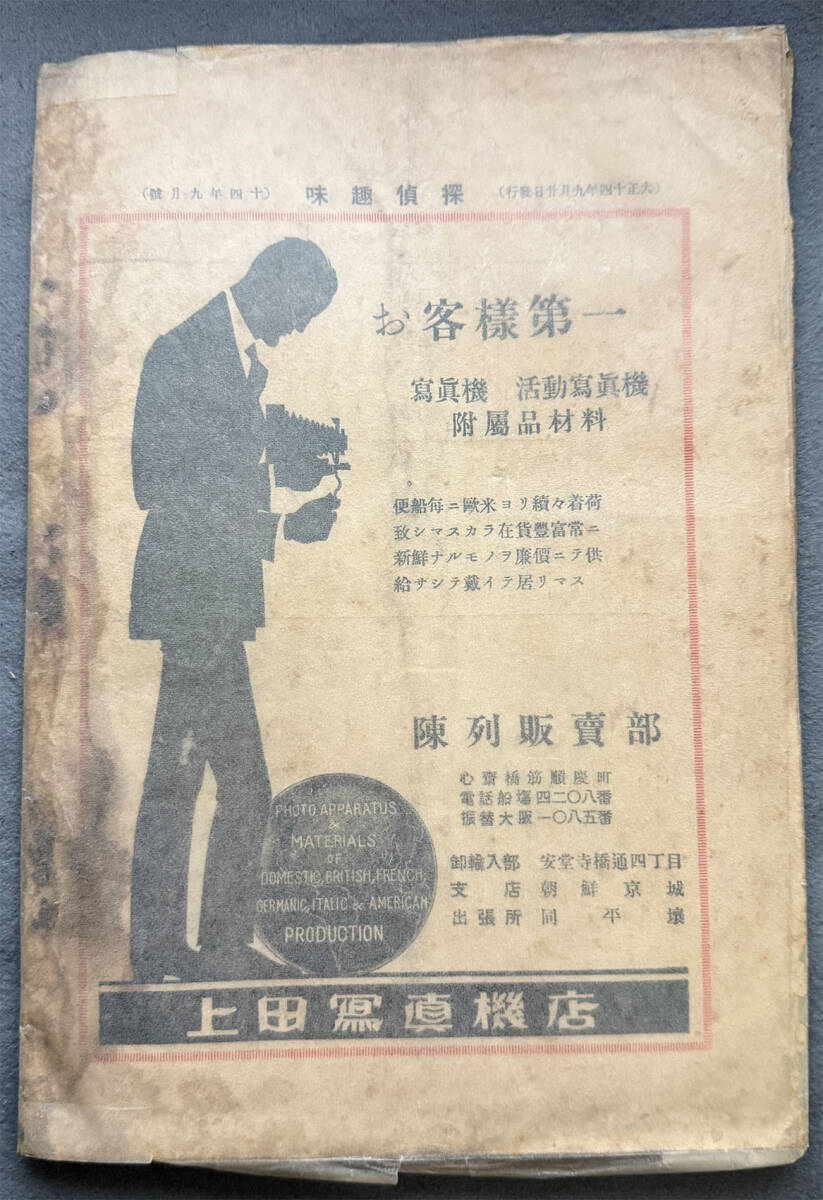 (大正十四年九月廿日發行) 探偵趣味 (十四年九月號)
お客樣第一
寫眞機 活動寫眞機
附屬品材料
便船每ニ歐米ヨリ續々着荷
致シマスカラ在貨豐富常ニ
新鮮ナルモノヲ廉價ニテ供
給サシテ戴イテ居リマス
陳列販賣部
心齋橋筋順慶町
電話船塲四二〇八番
振替大阪一〇八五番
卸輸入部 安堂寺橋通四丁目
支店 朝鮮京城
出張所 同平壤
PHOTO APPARATUS
&
MATERIALS
OF
DOMESTIC, BRITISH, FRENCH,
GERMANIC, ITALIC & AMERICAN
PRODUCTION
上田寫眞機店